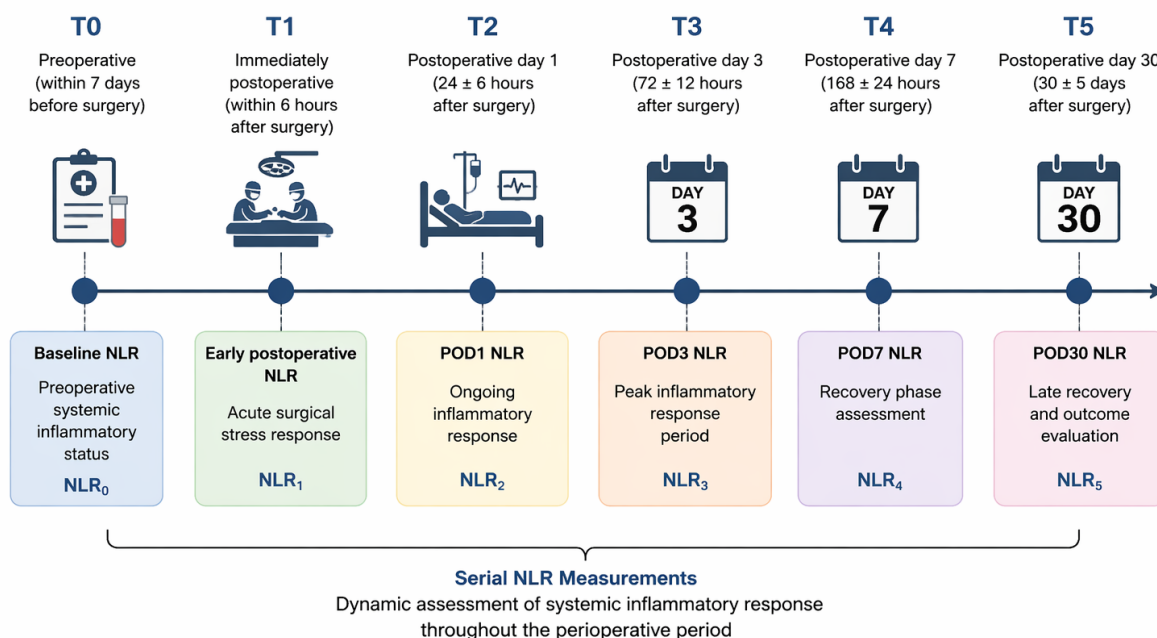 T0
Preoperative
(within 7 days
before surgery)
T1
Immediately
postoperative
(within 6 hours
after surgery)
T2
Postoperative day 1
(24 ± 6 hours
after surgery)
T3
Postoperative day 3
(72 ± 12 hours
after surgery)
T4
Postoperative day 7
(168 ± 24 hours
after surgery)
T5
Postoperative day 30
(30 ± 5 days
after surgery)
DAY
3
DAY
7
DAY
30
Baseline NLR
Preoperative
systemic
inflammatory
status
NLR₀
Early postoperative
NLR
Acute surgical
stress response
NLR₁
POD1 NLR
Ongoing
inflammatory
response
NLR₂
POD3 NLR
Peak inflammatory
response
period
NLR₃
POD7 NLR
Recovery phase
assessment
NLR₄
POD30 NLR
Late recovery
and outcome
evaluation
NLR₅
Serial NLR Measurements
Dynamic assessment of systemic inflammatory response
throughout the perioperative period